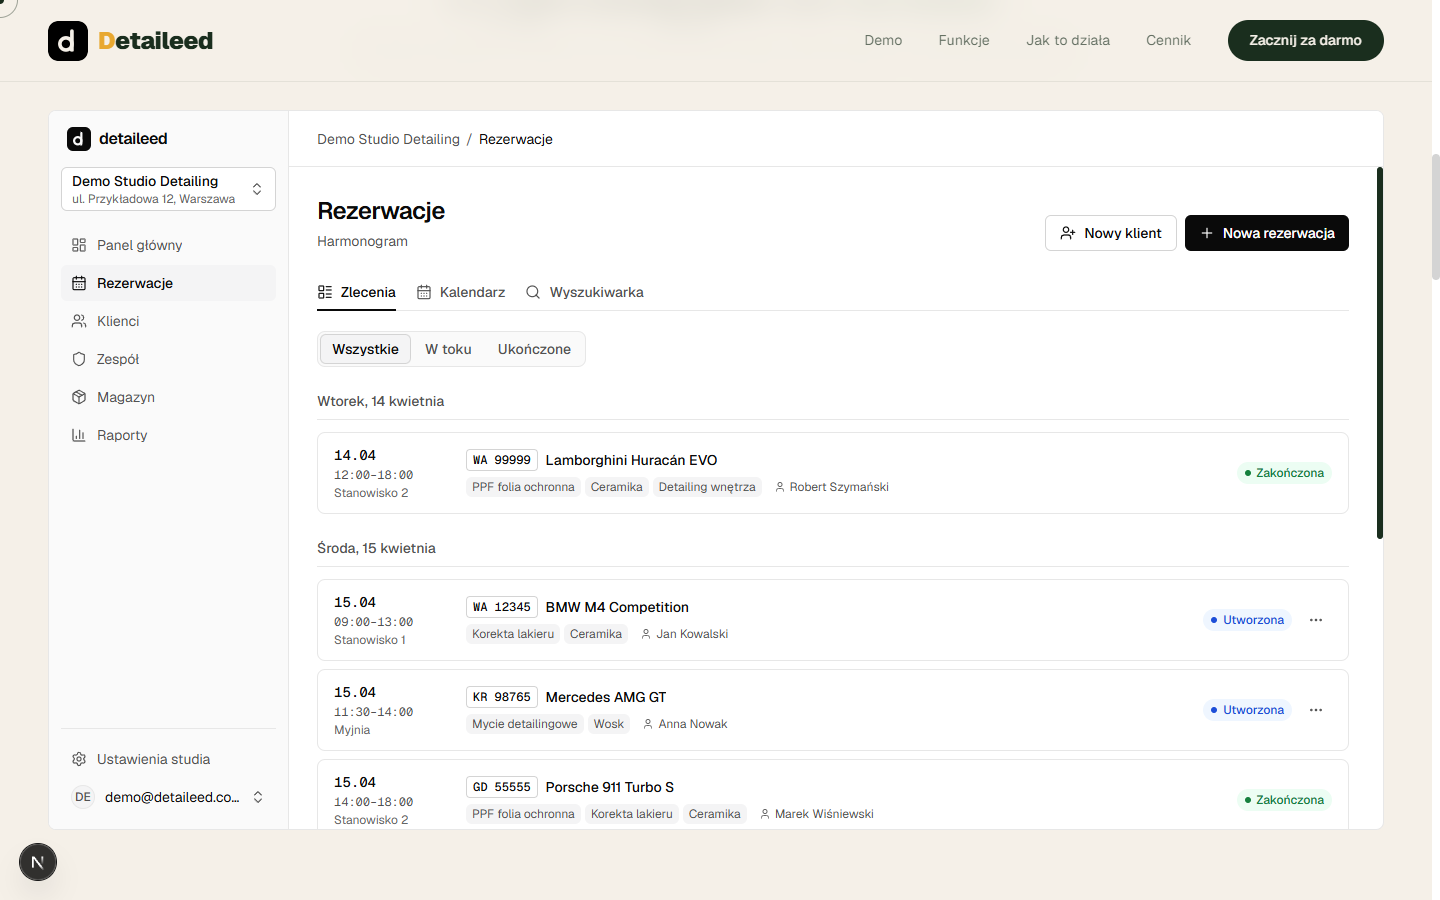 d Detaileed
Demo Funkcje Jak to działa Cennik Zacznij za darmo
d detaileed
Demo Studio Detailing
ul. Przykładowa 12, Warszawa
Panel główny
Rezerwacje
Klienci
Zespół
Magazyn
Raporty
Ustawienia studia
DE demo@detaileed.co...
Demo Studio Detailing / Rezerwacje
Rezerwacje
Harmonogram
Nowy klient
Nowa rezerwacja
Zlecenia Kalendarz Wyszukiwarka
Wszystkie W toku Ukończone
Wtorek, 14 kwietnia
14.04
12:00–18:00
Stanowisko 2
WA 99999 Lamborghini Huracán EVO
PPF folia ochronna Ceramika Detailing wnętrza Robert Szymański
Zakończona
Środa, 15 kwietnia
15.04
09:00–13:00
Stanowisko 1
WA 12345 BMW M4 Competition
Korekta lakieru Ceramika Jan Kowalski
Utworzona
15.04
11:30–14:00
Myjnia
KR 98765 Mercedes AMG GT
Mycie detailingowe Wosk Anna Nowak
Utworzona
15.04
14:00–18:00
Stanowisko 2
GD 55555 Porsche 911 Turbo S
PPF folia ochronna Korekta lakieru Ceramika Marek Wiśniewski
Zakończona
N